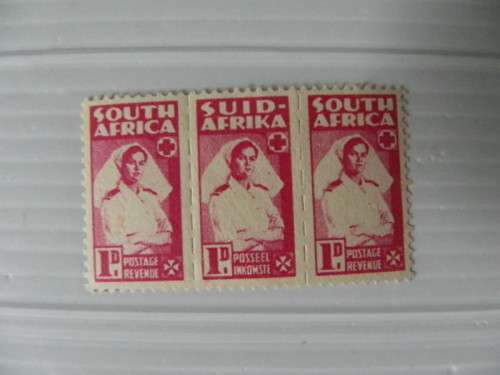 SOUTH
AFRICA
1D.
POSTAGE
REVENUE
SUID-
AFRIKA
1D.
POSSEEL
INKOMSTE
SOUTH
AFRICA
1D.
POSTAGE
REVENUE